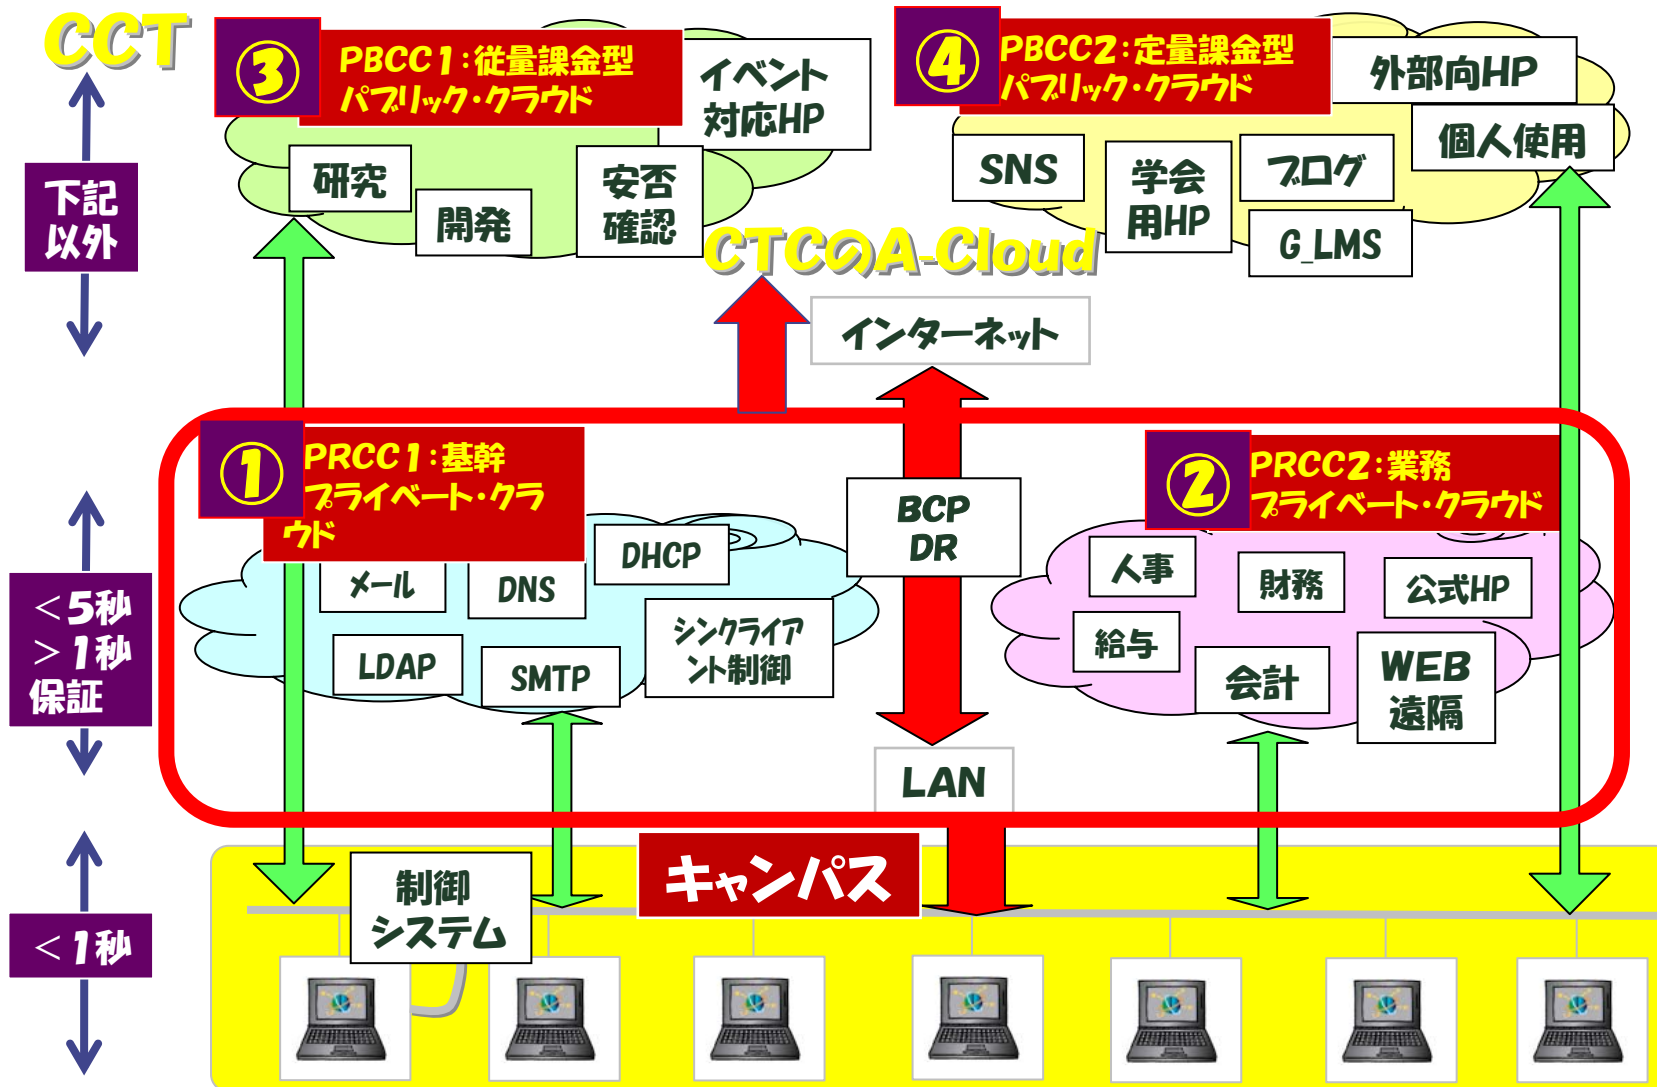 CCT
下記
以外
③
PBCC1:従量課金型
パブリック・クラウド
イベント
対応HP
研究
開発
安否
確認
④
PBCC2:定量課金型
パブリック・クラウド
外部向HP
個人使用
SNS
学会
用HP
ブログ
G_LMS
CTCのA-Cloud
インターネット
<5秒
>1秒
保証
①
PRCC1:基幹
プライベート・クラ
ウド
メール
DNS
DHCP
LDAP
SMTP
シンクライア
ント制御
BCP
DR
②
PRCC2:業務
プライベート・クラウド
人事
財務
公式HP
給与
会計
WEB
遠隔
LAN
<1秒
キャンパス
制御
システム